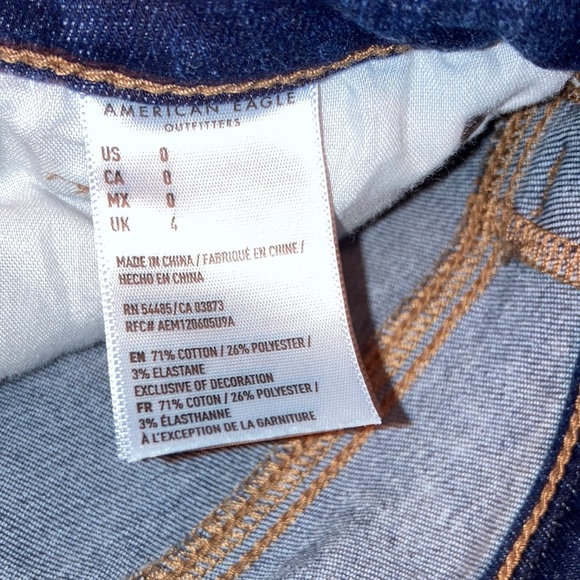 AMERICAN EAGLE
OUTFITTERS
US 0
CA 0
MX 0
UK 4
MADE IN CHINA / FABRIQUÉ EN CHINE /
HECHO EN CHINA
RN 54485/CA 03073
RFC# AEM120605U9A
EN 71% COTTON / 26% POLYESTER /
3% ELASTANE
EXCLUSIVE OF DECORATION
FR 71% COTON / 26% POLYESTER /
3% ÉLASTHANNE
À L'EXCEPTION DE LA GARNITURE